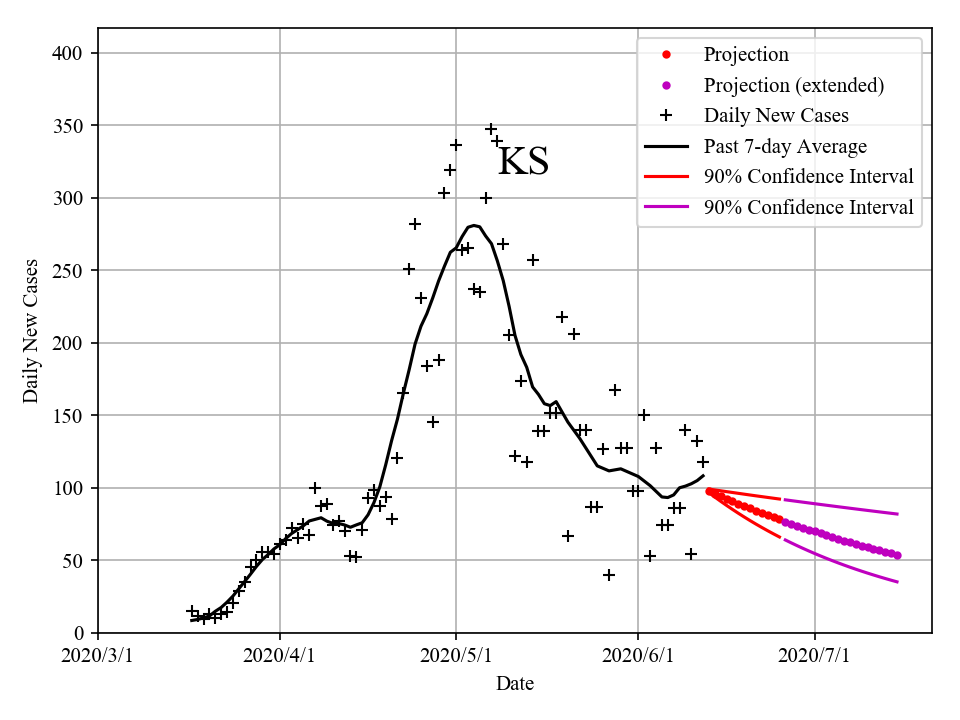 400
350
300
250
200
150
100
50
0
Daily New Cases
2020/3/1 2020/4/1 2020/5/1 2020/6/1 2020/7/1
Date
KS
Projection
Projection (extended)
Daily New Cases
Past 7-day Average
90% Confidence Interval
90% Confidence Interval